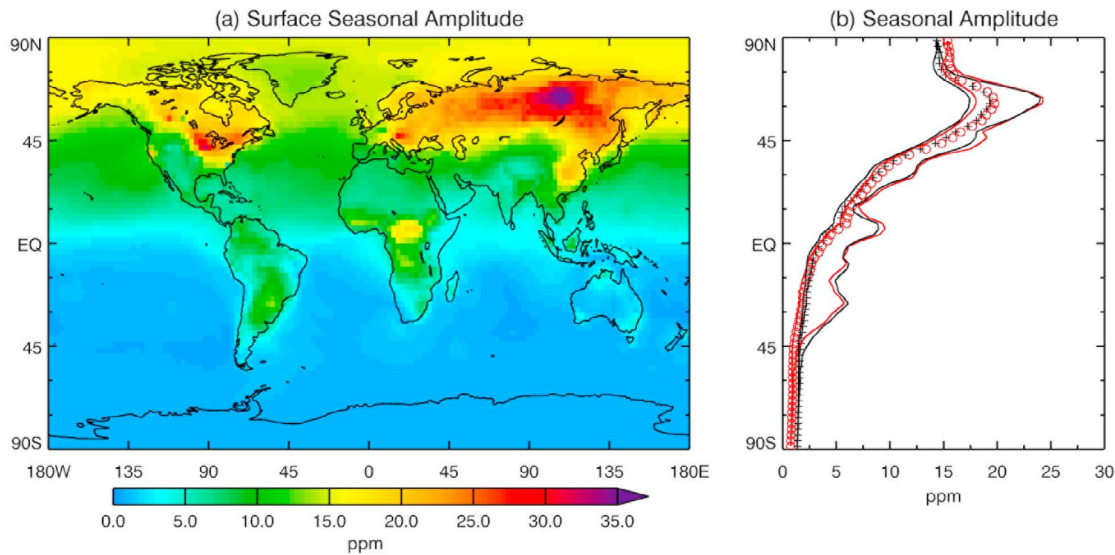 (a) Surface Seasonal Amplitude
(b) Seasonal Amplitude
90N
45
EQ
45
90S
180W 135 90 45 0 45 90 135 180E
0.0 5.0 10.0 15.0 20.0 25.0 30.0 35.0
ppm
90N
45
EQ
45
90S
0 5 10 15 20 25 30
ppm